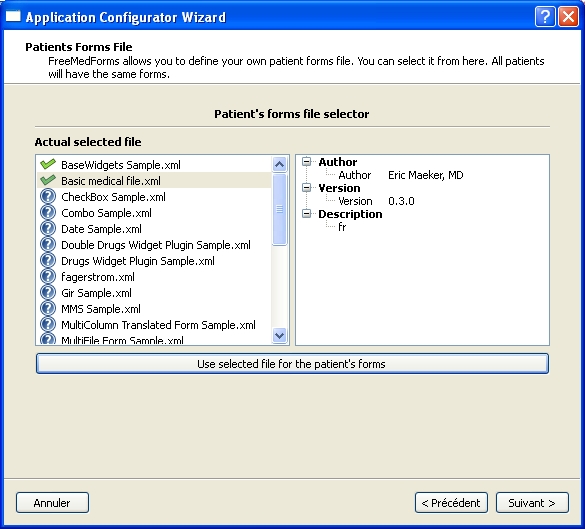 Application Configurator Wizard
Patients Forms File
FreeMedForms allows you to define your own patient forms file. You can select it from here. All patients
will have the same forms.
Patient's forms file selector
Actual selected file
BaseWidgets Sample.xml
Basic medical file.xml
CheckBox Sample.xml
Combo Sample.xml
Date Sample.xml
Double Drugs Widget Plugin Sample.xml
Drugs Widget Plugin Sample.xml
fagerstrom.xml
Gir Sample.xml
MMS Sample.xml
MultiColumn Translated Form Sample.xml
MultiFile Form Sample.xml
Author
Author Eric Maeker, MD
Version
Version 0.3.0
Description
fr
Use selected file for the patient's forms
Annuler
< Précédent
Suivant >